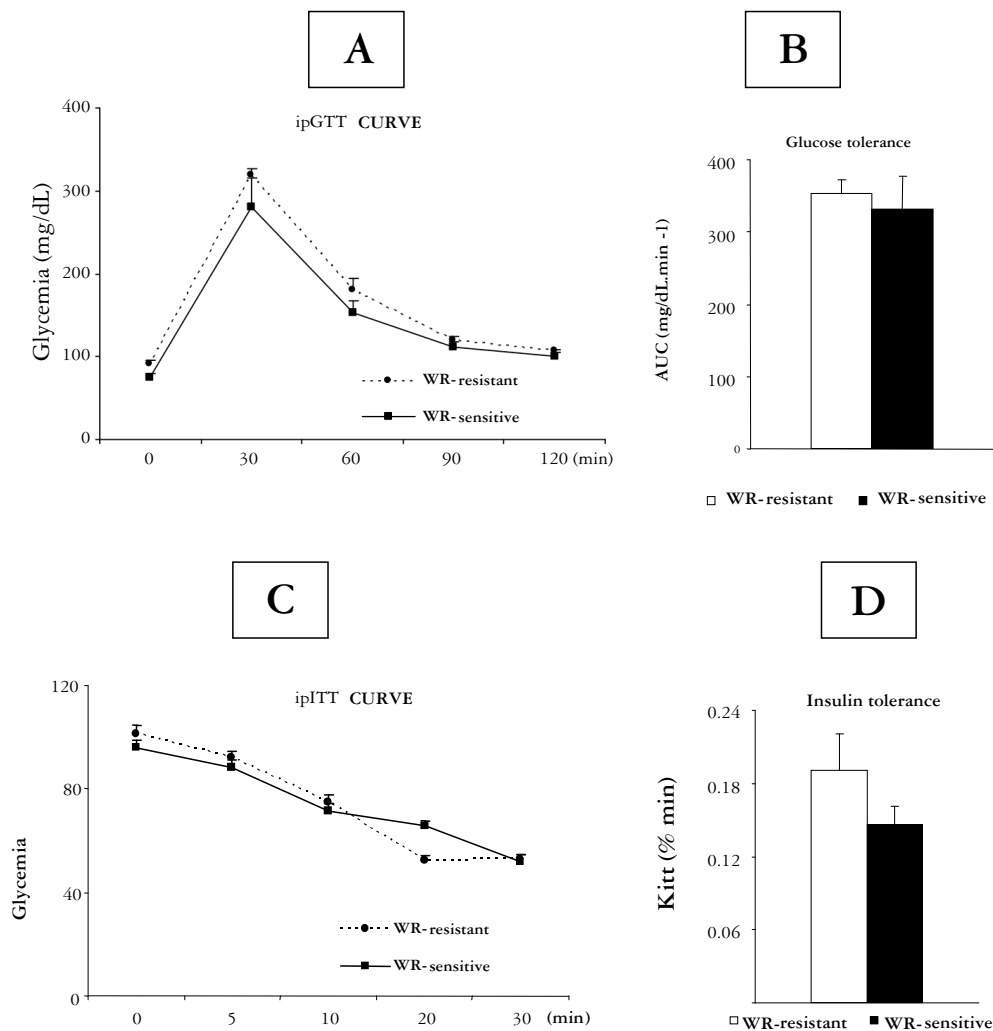 A
ipGTT CURVE
Glycemia (mg/dL)
400
300
200
100
0
0 30 60 90 120 (min)
WR-resistant
WR-sensitive
B
Glucose tolerance
AUC (mg/dL.min -1)
400
300
200
100
0
WR-resistant WR-sensitive
C
ipITT CURVE
Glycemia
120
80
40
0
0 5 10 20 30 (min)
WR-resistant
WR-sensitive
D
Insulin tolerance
Kitt (% min)
0.24
0.18
0.12
0.06
WR-resistant WR-sensitive